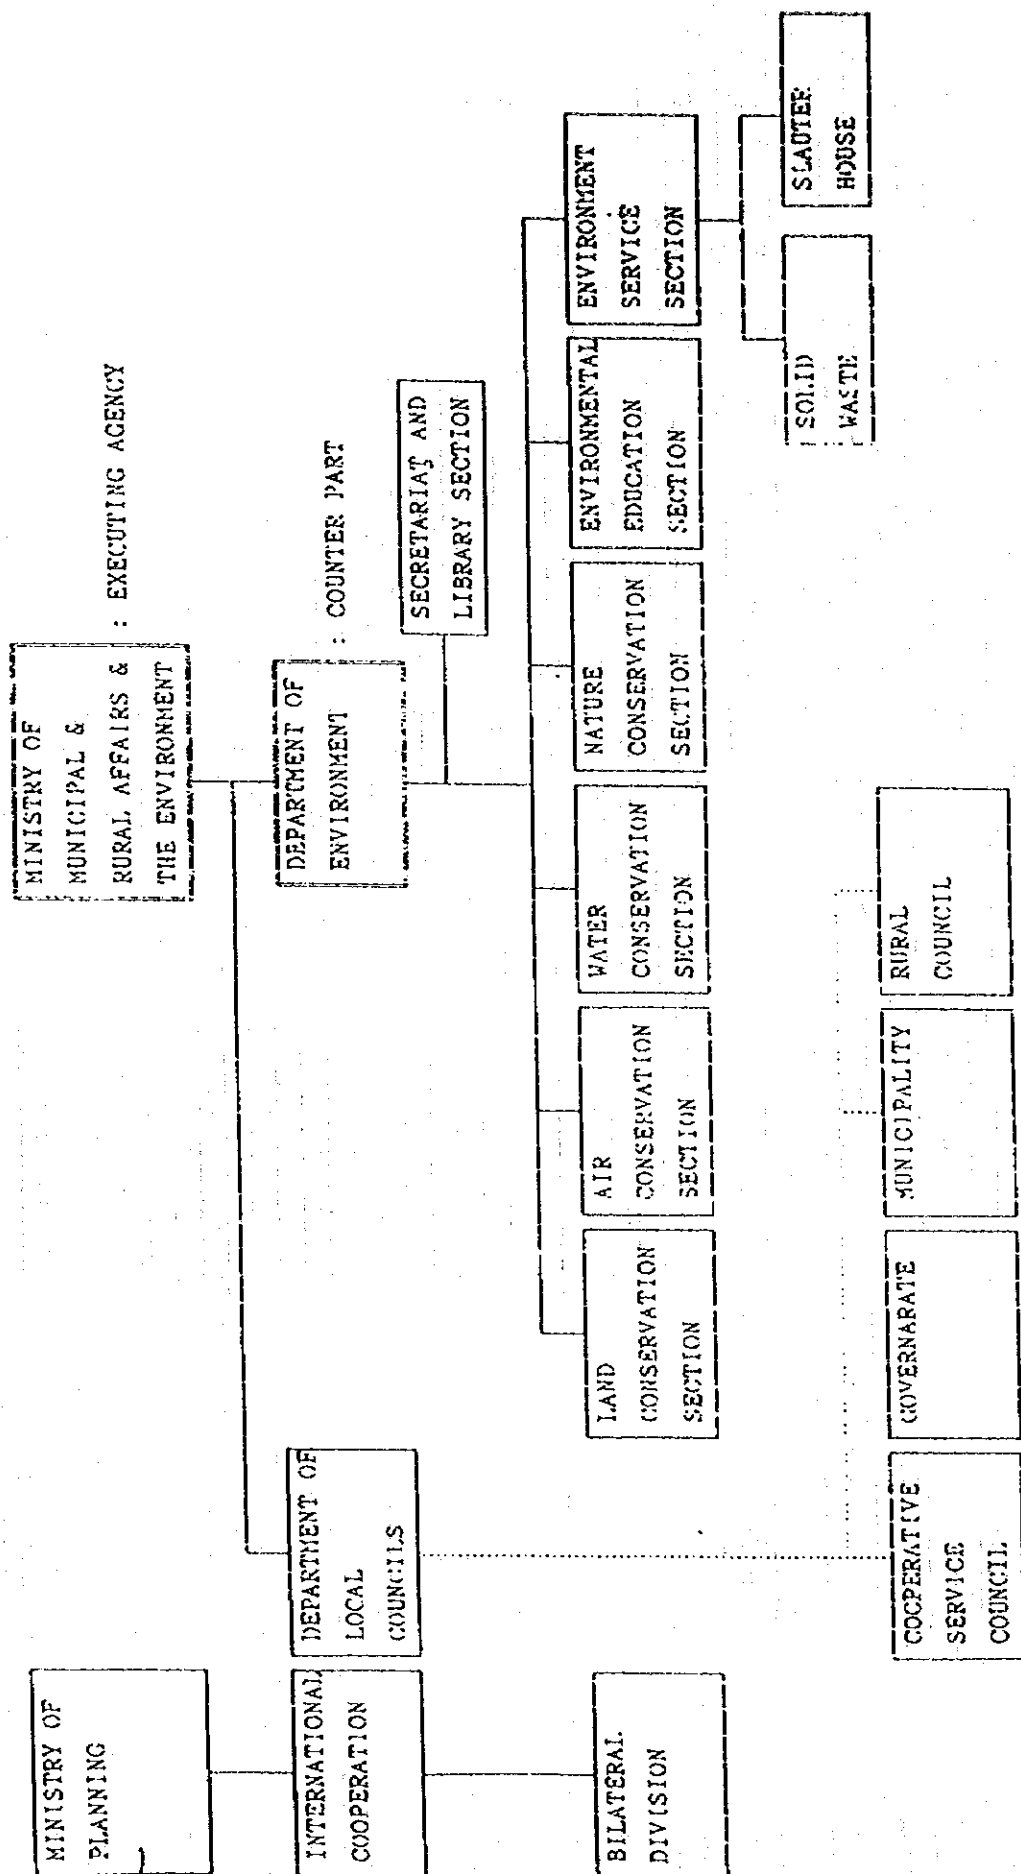 MINISTRY OF
PLANNING
MINISTRY OF
MUNICIPAL &
RURAL AFFAIRS &
THE ENVIRONMENT
: EXECUTING AGENCY
INTERNATIONAL
COOPERATION
DEPARTMENT OF
LOCAL
COUNCILS
DEPARTMENT OF
ENVIRONMENT
: COUNTER PART
SECRETARIAT AND
LIBRARY SECTION
BILATERAL
DIVISION
LAND
CONSERVATION
SECTION
AIR
CONSERVATION
SECTION
WATER
CONSERVATION
SECTION
NATURE
CONSERVATION
SECTION
ENVIRONMENTAL
EDUCATION
SECTION
ENVIRONMENT
SERVICE
SECTION
SOLID
WASTE
SLAUTER
HOUSE
COOPERATIVE
SERVICE
COUNCIL
GOVERNARATE
MUNICIPALITY
RURAL
COUNCIL